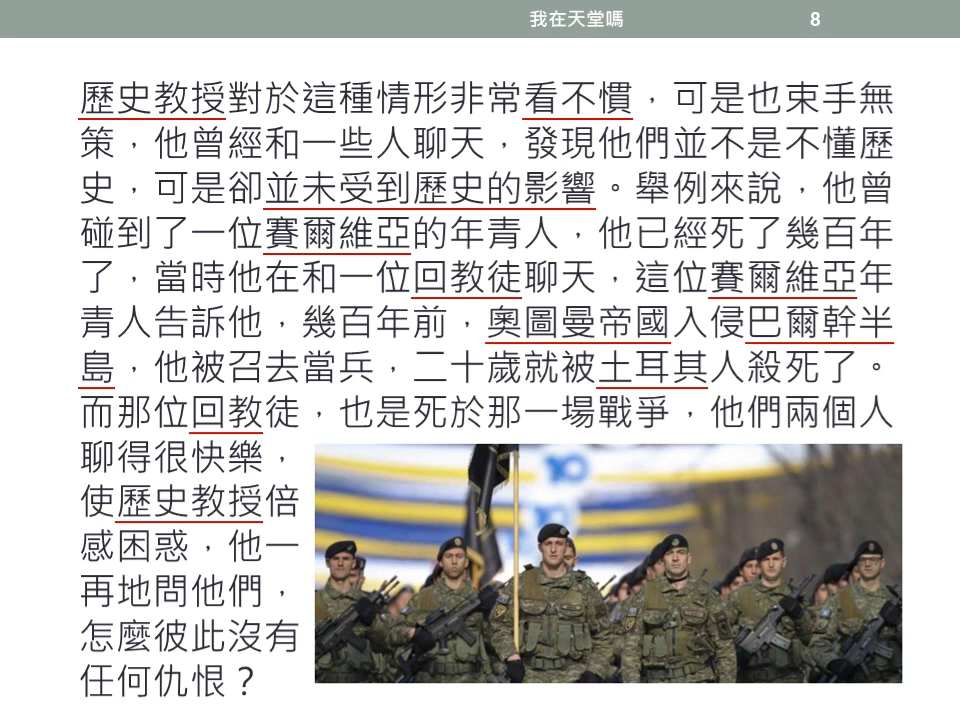 我在天堂嗎
8
歷史教授對於這種情形非常看不慣，可是也束手無
策，他曾經和一些人聊天，發現他們並不是不懂歷
史，可是卻並未受到歷史的影響。舉例來說，他曾
碰到了一位賽爾維亞的年青人，他已經死了幾百年
了，當時他在和一位回教徒聊天，這位賽爾維亞年
青人告訴他，幾百年前，奧圖曼帝國入侵巴爾幹半
島，他被召去當兵，二十歲就被土耳其人殺死了。
而那位回教徒，也是死於那一場戰爭，他們兩個人
聊得很快樂，
使歷史教授倍
感困惑，他一
再地問他們，
怎麼彼此沒有
任何仇恨？